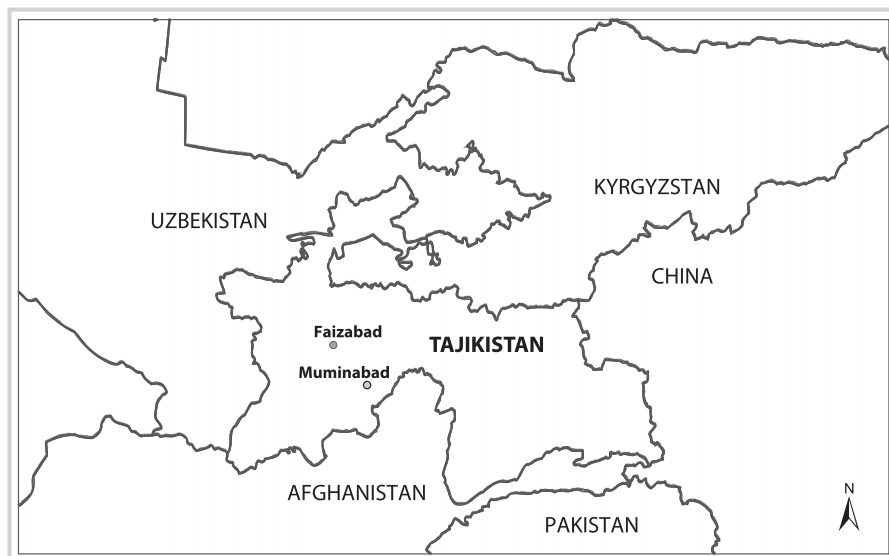 KYRGYZSTAN
UZBEKISTAN
CHINA
Faizabad
TAJIKISTAN
Muminabad
AFGHANISTAN
N
PAKISTAN